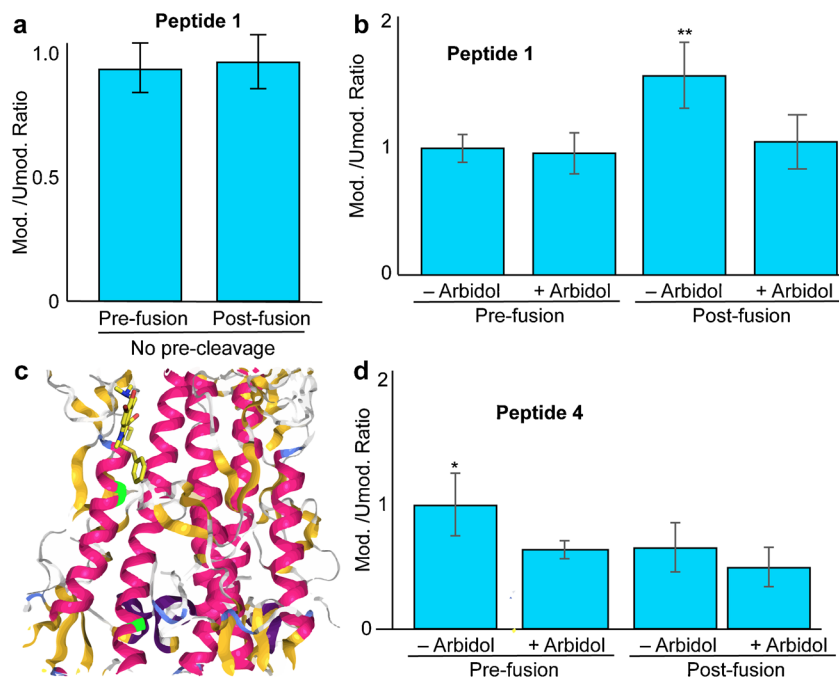 a
Peptide 1
Mod. /Umod. Ratio
1.0
0.5
0
Pre-fusion Post-fusion
No pre-cleavage
b
Peptide 1
Mod. /Umod. Ratio
2
1
0
**
– Arbidol + Arbidol – Arbidol + Arbidol
Pre-fusion Post-fusion
c
d
Peptide 4
Mod. /Umod. Ratio
2
1
0
*
– Arbidol + Arbidol – Arbidol + Arbidol
Pre-fusion Post-fusion